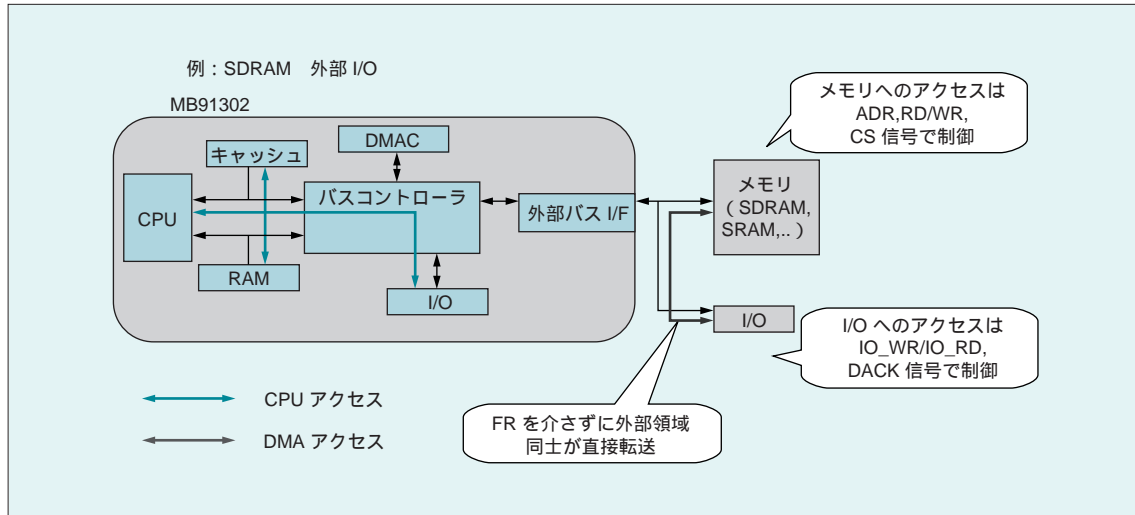 例：SDRAM 外部 I/O
MB91302
メモリへのアクセスは
ADR,RD/WR,
CS 信号で制御
DMAC
キャッシュ
バスコントローラ
CPU
外部バス I/F
メモリ
（SDRAM,
SRAM,..）
RAM
I/O
I/O
I/O へのアクセスは
IO_WR/IO_RD,
DACK 信号で制御
CPU アクセス
FR を介さずに外部領域
同士が直接転送
DMA アクセス